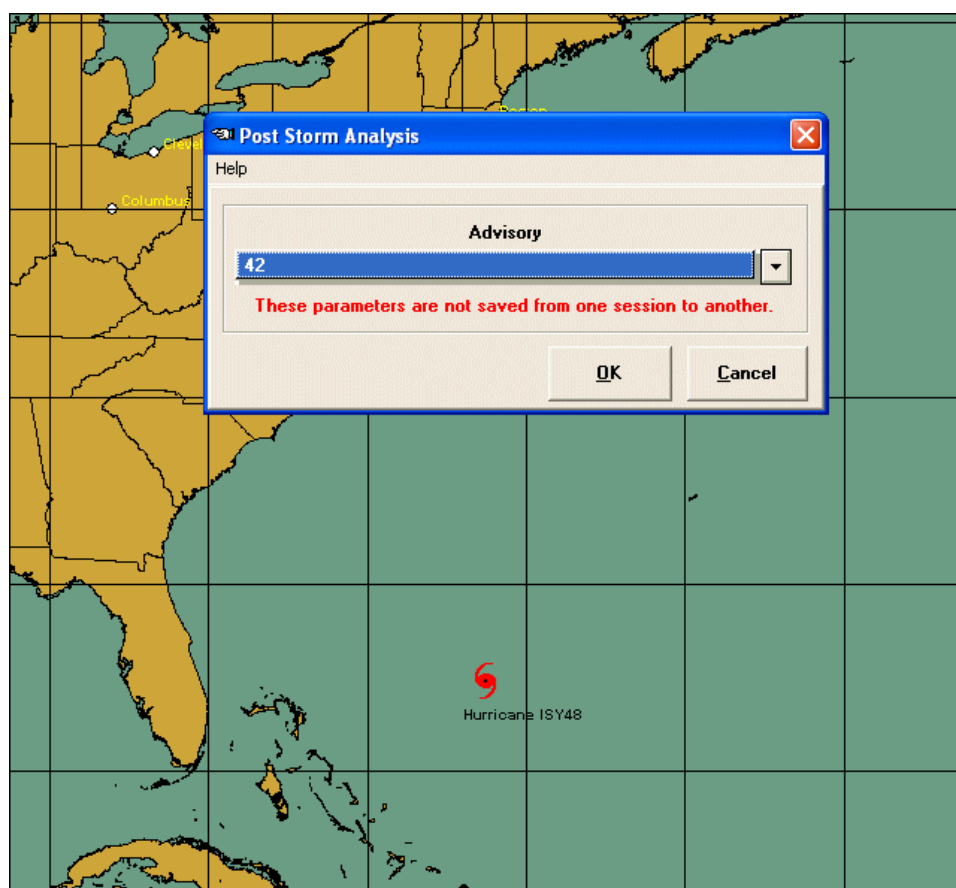 Post Storm Analysis
Help
Advisory
42
These parameters are not saved from one session to another.
OK
Cancel
Columbus
Hurricane ISY48